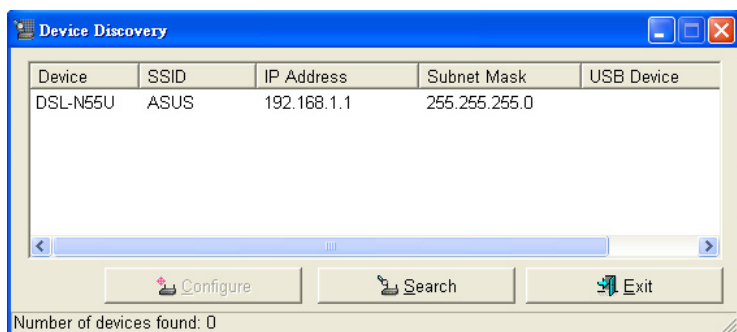 Device Discovery
Device SSID IP Address Subnet Mask USB Device
DSL-N55U ASUS 192.168.1.1 255.255.255.0
Configure Search Exit
Number of devices found: 0